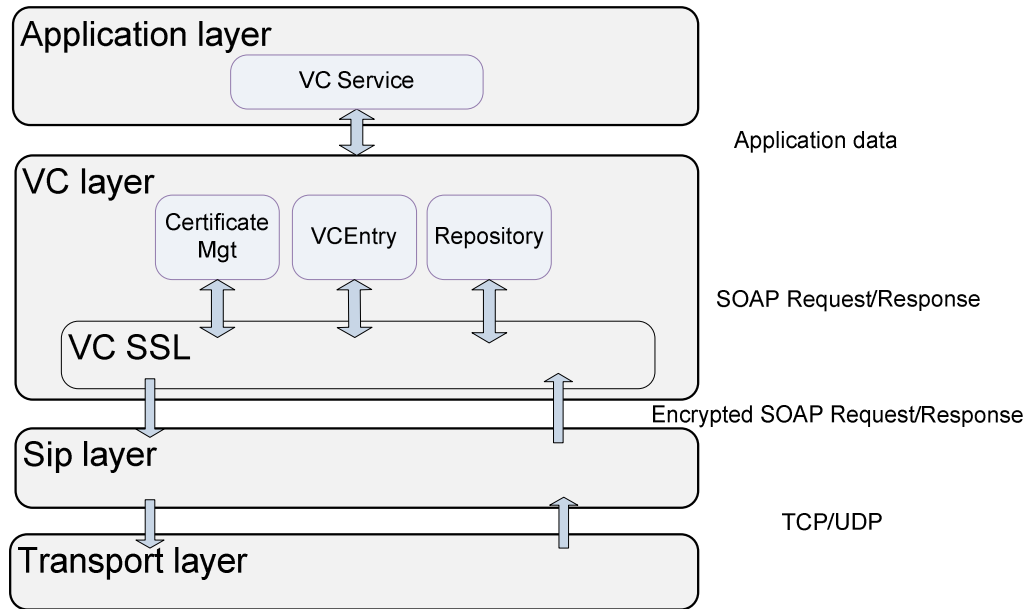 Application layer
VC Service
Application data
VC layer
Certificate
Mgt
VCEntry
Repository
SOAP Request/Response
VC SSL
Encrypted SOAP Request/Response
Sip layer
TCP/UDP
Transport layer